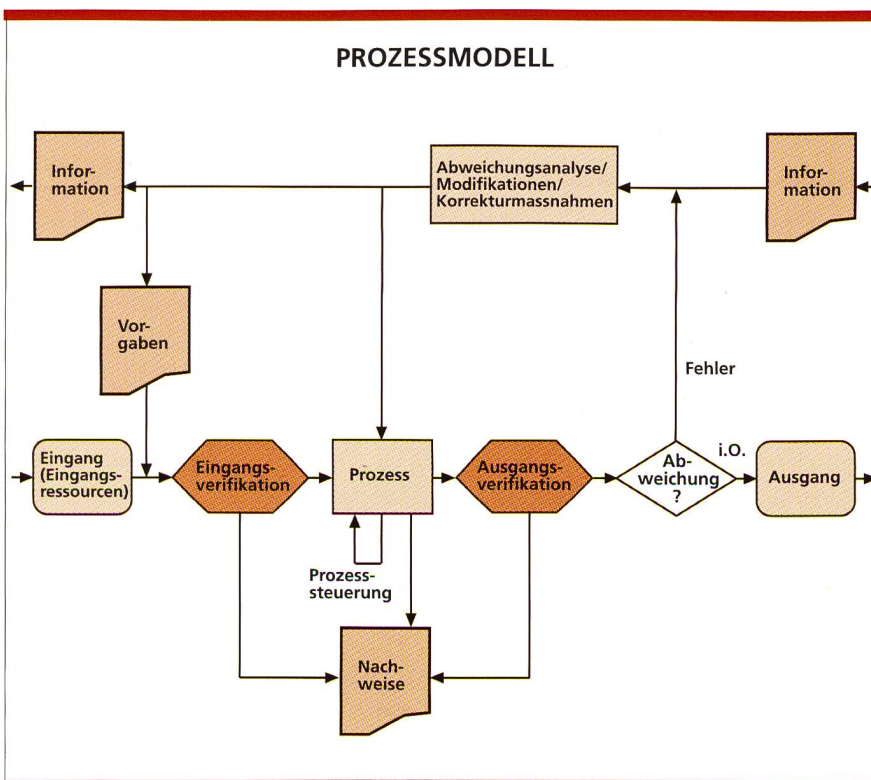 PROZESSMODELL
Infor-
mation
Abweichungsanalyse/
Modifikationen/
Korrekturmassnahmen
Infor-
mation
Vor-
gaben
Fehler
Eingang
(Eingangs-
ressourcen)
Eingangs-
verifikation
Prozess
Ausgangs-
verifikation
Ab-
weichung
?
i.O.
Ausgang
Prozess-
steuerung
Nach-
weise